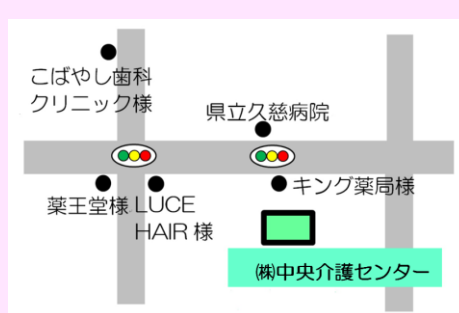 こばやし歯科
クリニック様
県立久慈病院
キング薬局様
薬王堂様
LUCE
HAIR 様
㈱中央介護センター